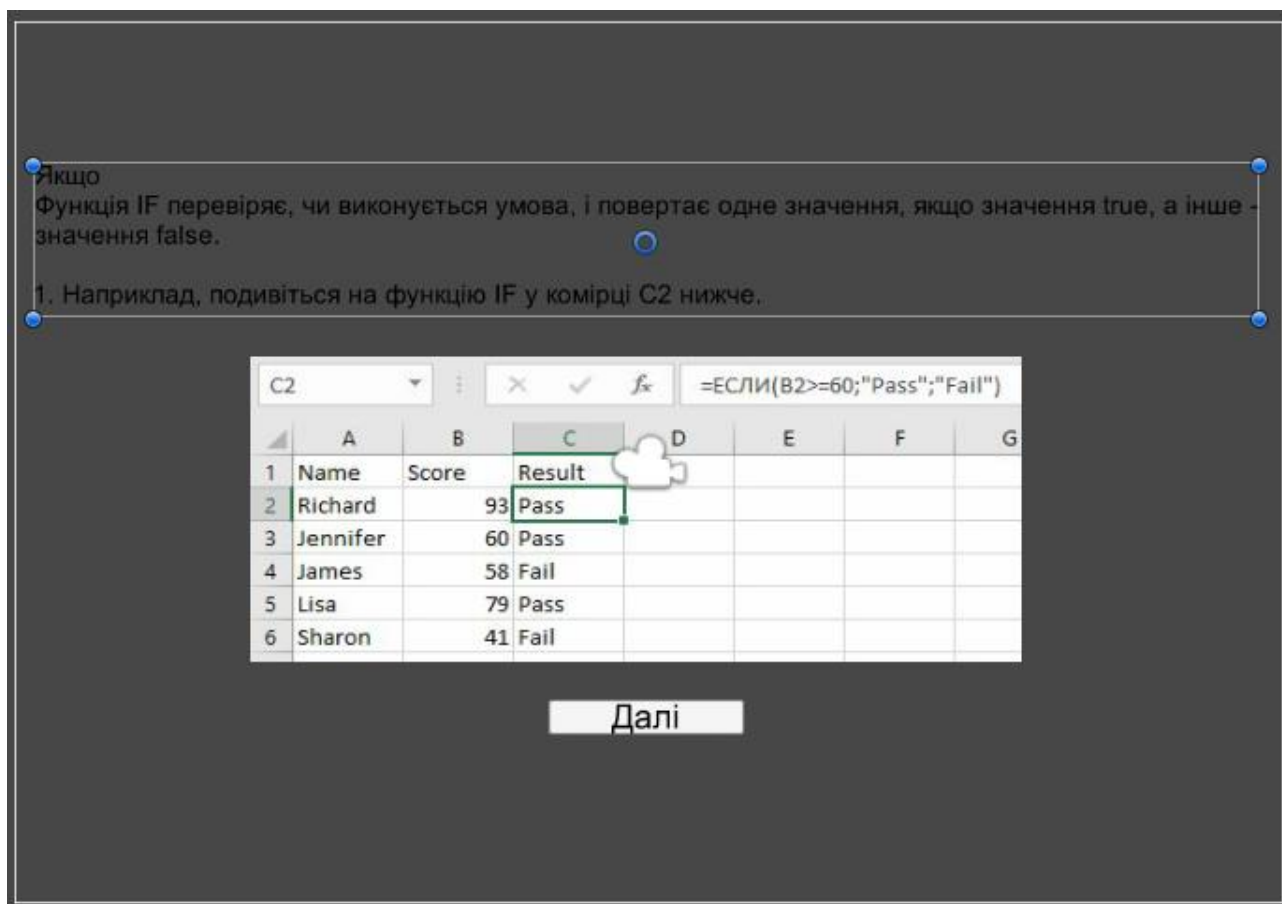 Якщо
Функція IF перевіряє, чи виконується умова, і повертає одне значення, якщо значення true, а інше -
значення false.
1. Наприклад, подивіться на функцію IF у комірці C2 нижче.
C2 fx =ЕСЛИ(B2>=60;"Pass";"Fail")
A B C D E F G
1 Name Score Result
2 Richard 93 Pass
3 Jennifer 60 Pass
4 James 58 Fail
5 Lisa 79 Pass
6 Sharon 41 Fail
Далі